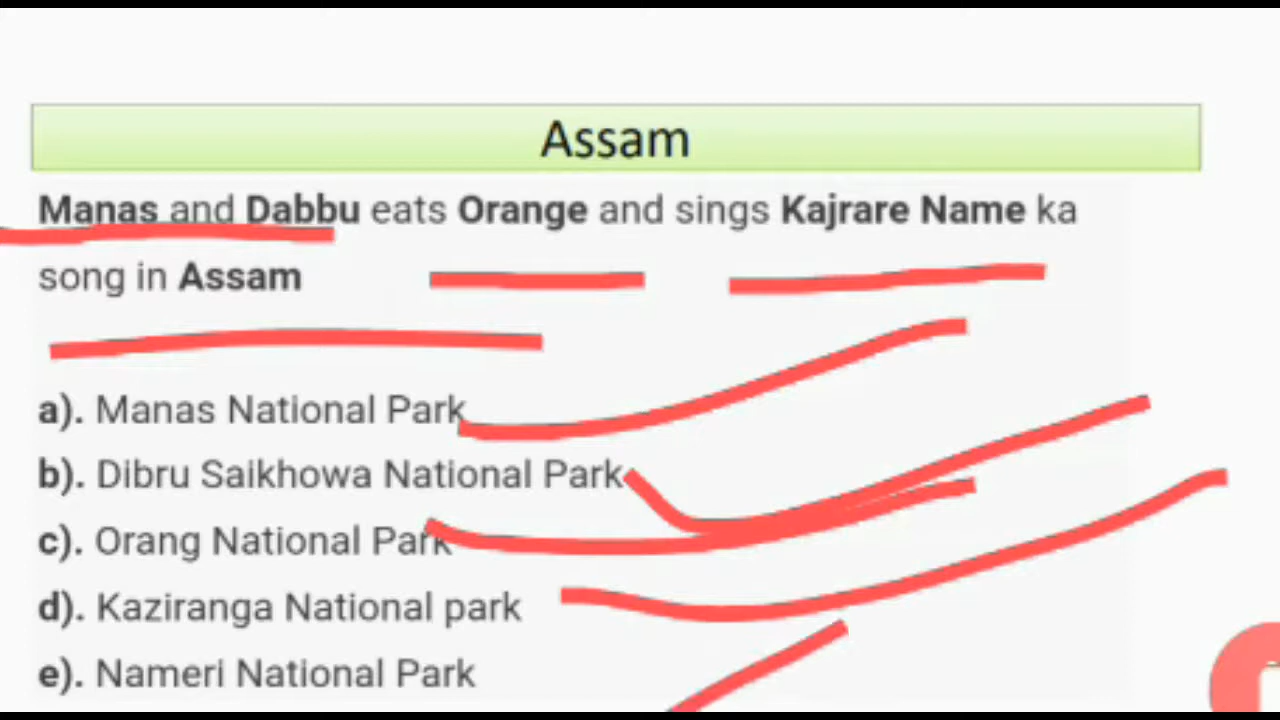 Assam
Manas and Dabbu eats Orange and sings Kajrare Name ka
song in Assam
a). Manas National Park
b). Dibru Saikhowa National Park
c). Orang National Park
d). Kaziranga National park
e). Nameri National Park